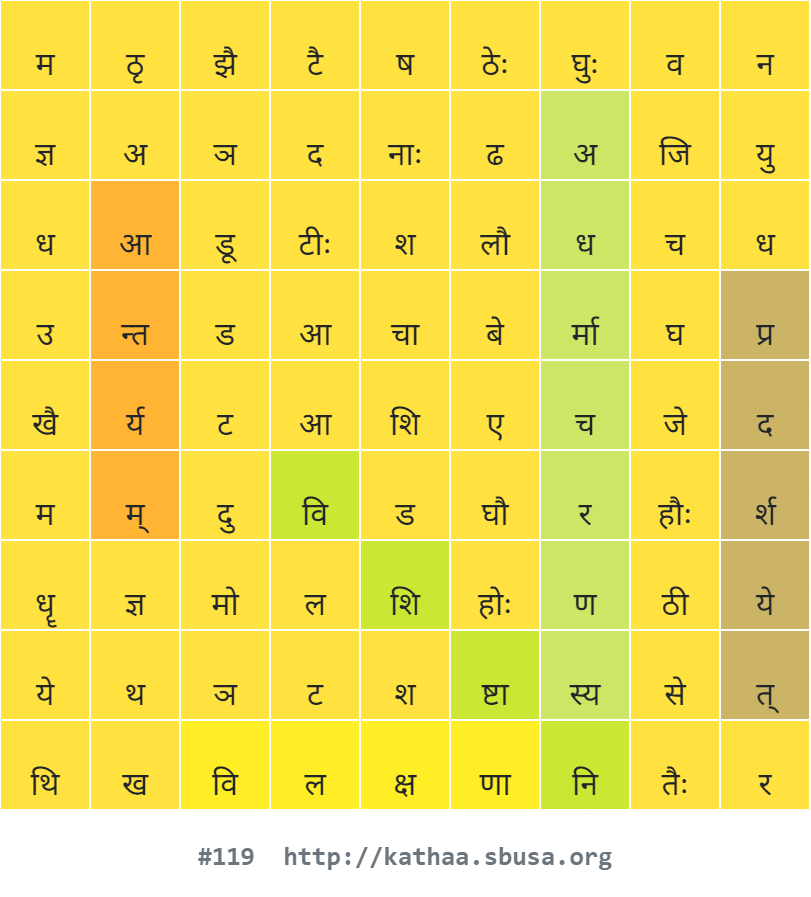 म ठृ झै टै ष ठेः घुः व न
ज्ञ अ ञ द नाः ढ अ जि यु
ध आ डू टीः श लौ ध च ध
उ न्त ड आ चा बे र्मा घ प्र
खै र्य ट आ शि ए च जे द
म म् दु वि ड घौ र हौः र्श
धॄ ज्ञ मो ल शि होः ण ठी ये
ये थ ञ ट श ष्टा स्य से त्
थि ख वि ल क्ष णा नि तैः र
#119 http://kathaa.sbusa.org